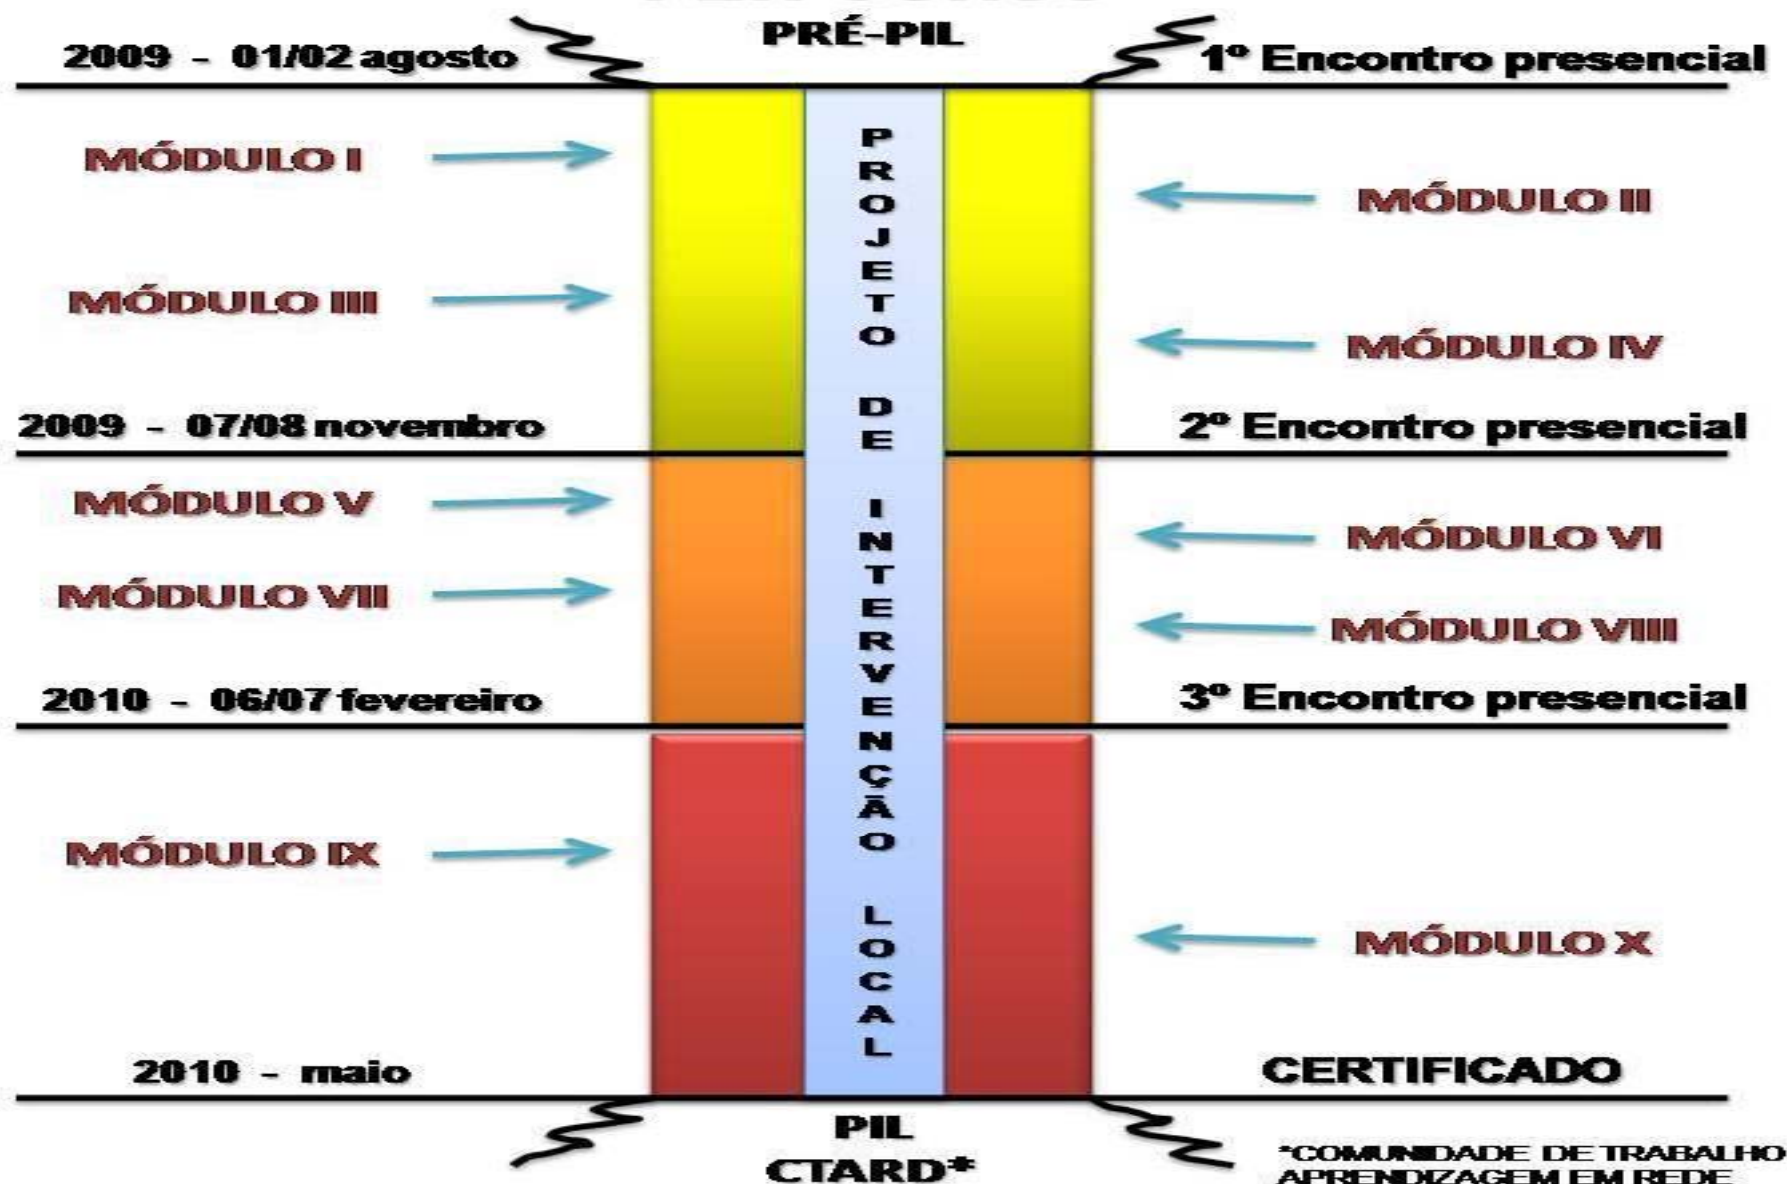 PRÉ-PIL
2009 - 01/02 agosto
1º Encontro presencial
MÓDULO I
MÓDULO II
MÓDULO III
MÓDULO IV
2009 - 07/08 novembro
2º Encontro presencial
MÓDULO V
MÓDULO VI
MÓDULO VII
MÓDULO VIII
2010 - 06/07 fevereiro
3º Encontro presencial
MÓDULO IX
MÓDULO X
PROJETO DE INTERVENÇÃO LOCAL
2010 - maio
CERTIFICADO
PIL
CTARD*
*COMUNIDADE DE TRABALHO
APRENDIZAGEM EM REDE